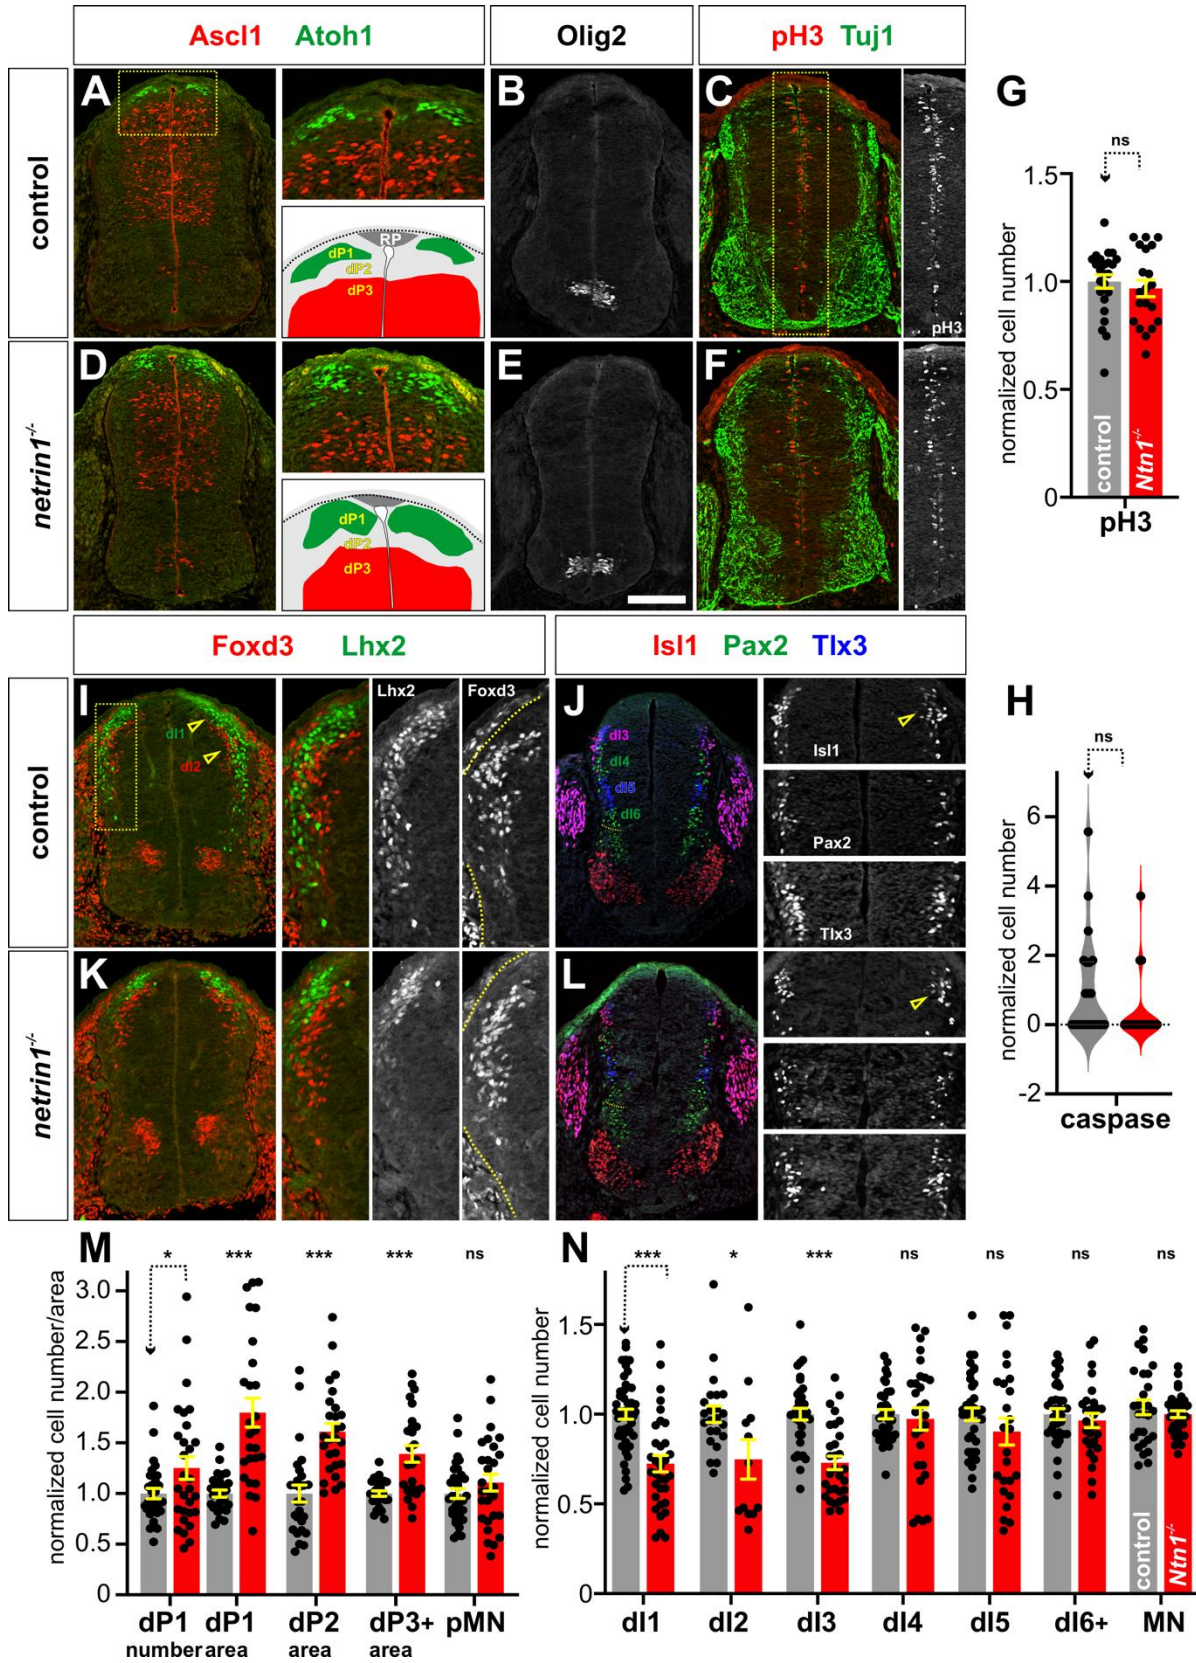 Ascl1 Atoh1
Olig2
pH3 Tuj1
control
A
RP
dP1
dP2
dP3
B
C
pH3
G
ns
normalized cell number
1.5
1.0
0.5
0
control
Ntn1-/-
pH3
netrin1-/-
D
dP1
dP2
dP3
E
F
Foxd3 Lhx2
Isl1 Pax2 Tlx3
control
I
dI1
dI2
Lhx2
Foxd3
J
dI3
dI4
dI5
dI6
Isl1
Pax2
Tlx3
H
ns
normalized cell number
6
4
2
0
-2
caspase
netrin1-/-
K
L
M
* *** *** *** ns
normalized cell number/area
3.0
2.5
2.0
1.5
1.0
0.5
0
dP1 dP1 dP2 dP3+ pMN
number area area area
N
*** * *** ns ns ns ns
normalized cell number
1.5
1.0
0.5
0
control
Ntn1-/-
dI1 dI2 dI3 dI4 dI5 dI6+ MN